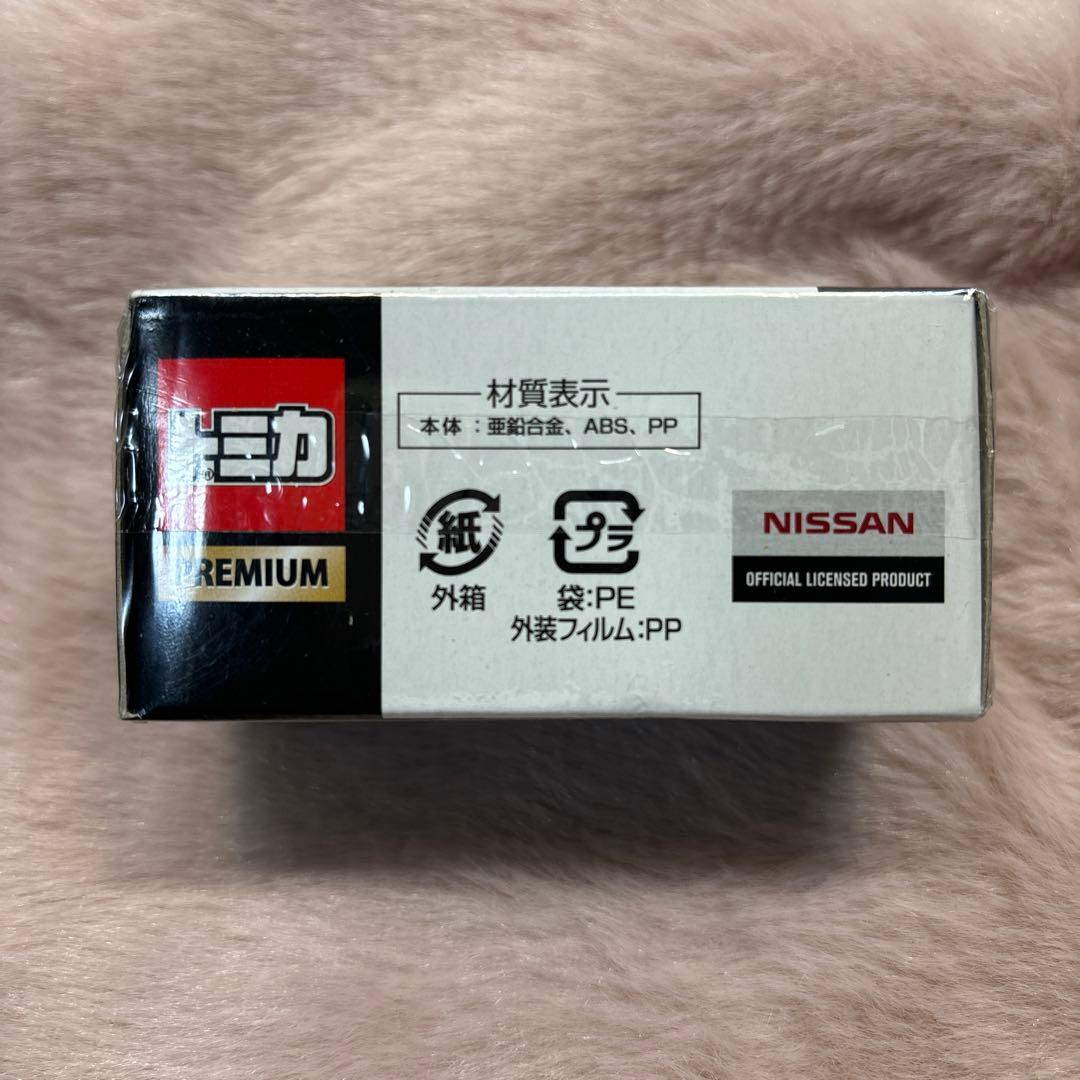 トミカ
®
PREMIUM
材質表示
本体：亜鉛合金、ABS、PP
紙
外箱
プラ
袋:PE
外装フィルム:PP
NISSAN
OFFICIAL LICENSED PRODUCT